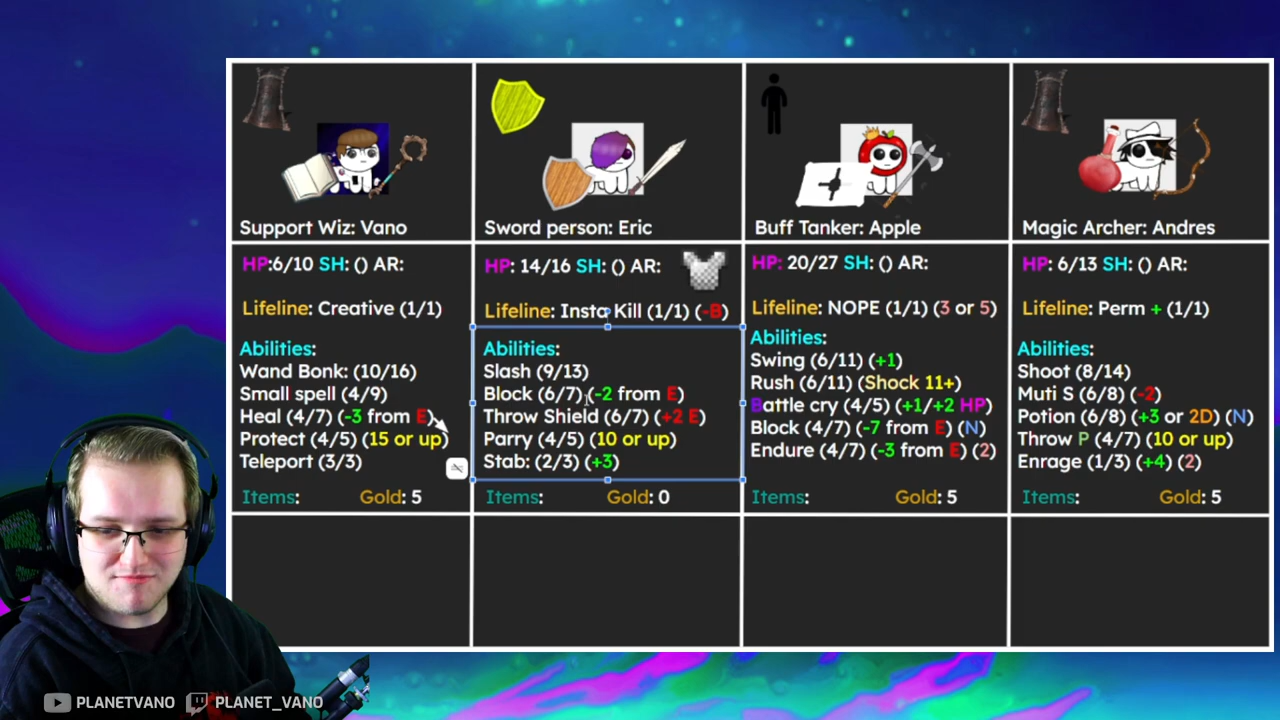 Support Wiz: Vano
Sword person: Eric
Buff Tanker: Apple
Magic Archer: Andres
HP:6/10 SH: () AR:
Lifeline: Creative (1/1)
Abilities:
Wand Bonk: (10/16)
Small spell (4/9)
Heal (4/7) (-3 from E)
Protect (4/5) (15 or up)
Teleport (3/3)
Items: Gold: 5
HP: 14/16 SH: () AR:
Lifeline: Insta Kill (1/1) (-B)
Abilities:
Slash (9/13)
Block (6/7) (-2 from E)
Throw Shield (6/7) (+2 E)
Parry (4/5) (10 or up)
Stab: (2/3) (+3)
Items: Gold: 0
HP: 20/27 SH: () AR:
Lifeline: NOPE (1/1) (3 or 5)
Abilities:
Swing (6/11) (+1)
Rush (6/11) (Shock 11+)
Battle cry (4/5) (+1/+2 HP)
Block (4/7) (-7 from E) (N)
Endure (4/7) (-3 from E) (2)
Items: Gold: 5
HP: 6/13 SH: () AR:
Lifeline: Perm + (1/1)
Abilities:
Shoot (8/14)
Muti S (6/8) (-2)
Potion (6/8) (+3 or 2D) (N)
Throw P (4/7) (10 or up)
Enrage (1/3) (+4) (2)
Items: Gold: 5
PLANETVANO PLANET_VANO